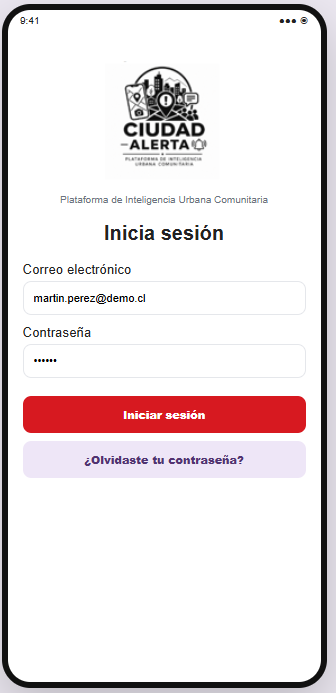 9:41
CIUDAD
ALERTA
PLATAFORMA DE INTELIGENCIA
URBANA COMUNITARIA
Plataforma de Inteligencia Urbana Comunitaria
Inicia sesión
Correo electrónico
martin.perez@demo.cl
Contraseña
••••••
Iniciar sesión
¿Olvidaste tu contraseña?